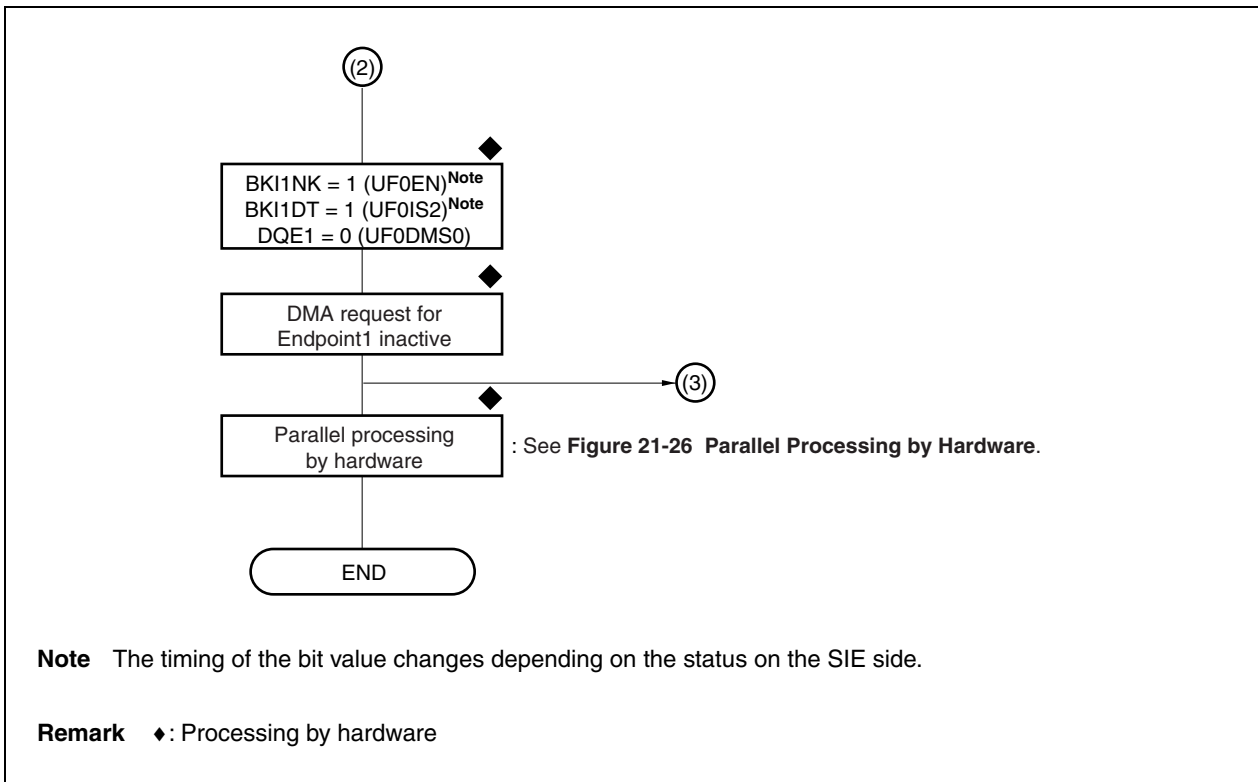 (2)
BKI1NK = 1 (UF0EN)Note
BKI1DT = 1 (UF0IS2)Note
DQE1 = 0 (UF0DMS0)
DMA request for
Endpoint1 inactive
(3)
Parallel processing
by hardware
: See Figure 21-26 Parallel Processing by Hardware.
END
Note The timing of the bit value changes depending on the status on the SIE side.
Remark ♦: Processing by hardware